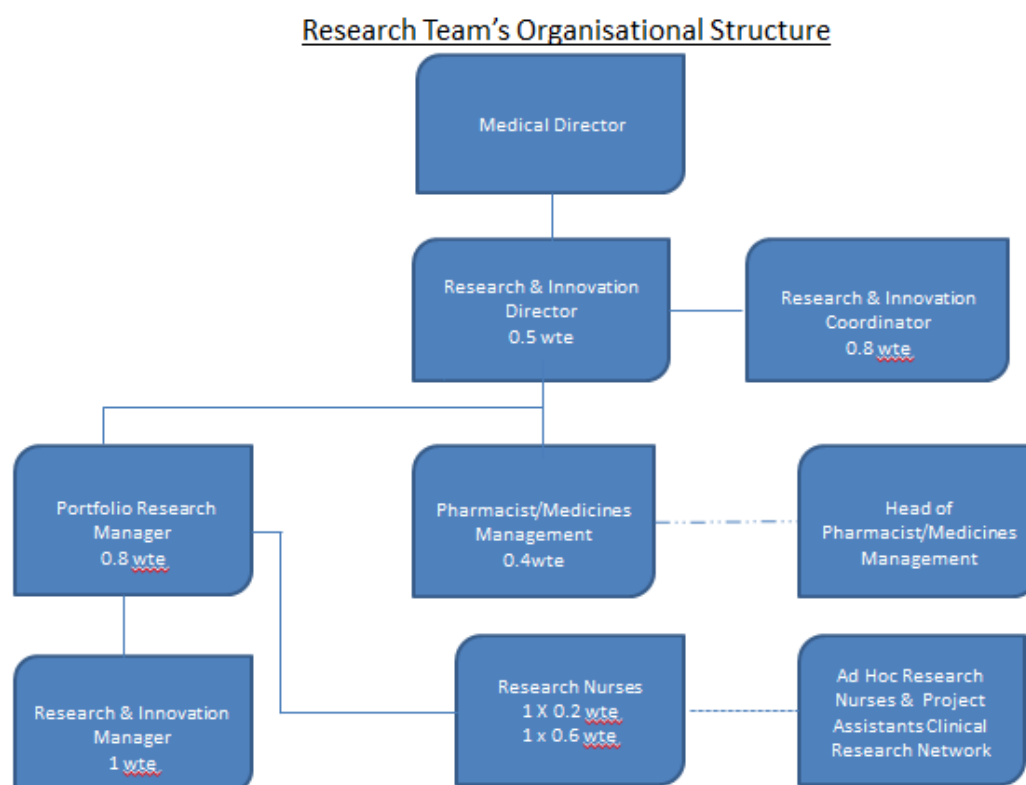 Research Team’s Organisational Structure
Medical Director
Research & Innovation
Director
0.5 wte
Research & Innovation
Coordinator
0.8 wte
Portfolio Research
Manager
0.8 wte
Pharmacist/Medicines
Management
0.4wte
Head of
Pharmacist/Medicines
Management
Research & Innovation
Manager
1 wte
Research Nurses
1 X 0.2 wte
1 x 0.6 wte
Ad Hoc Research
Nurses & Project
Assistants Clinical
Research Network